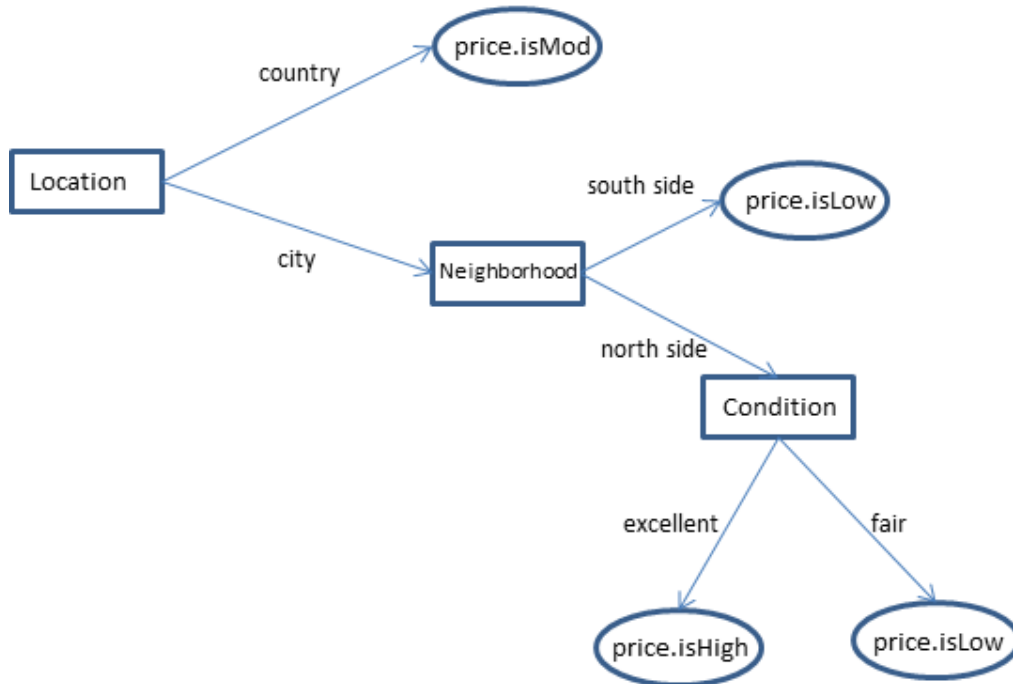 price.isMod
country
Location
south side
price.isLow
city
Neighborhood
north side
Condition
excellent
fair
price.isHigh
price.isLow